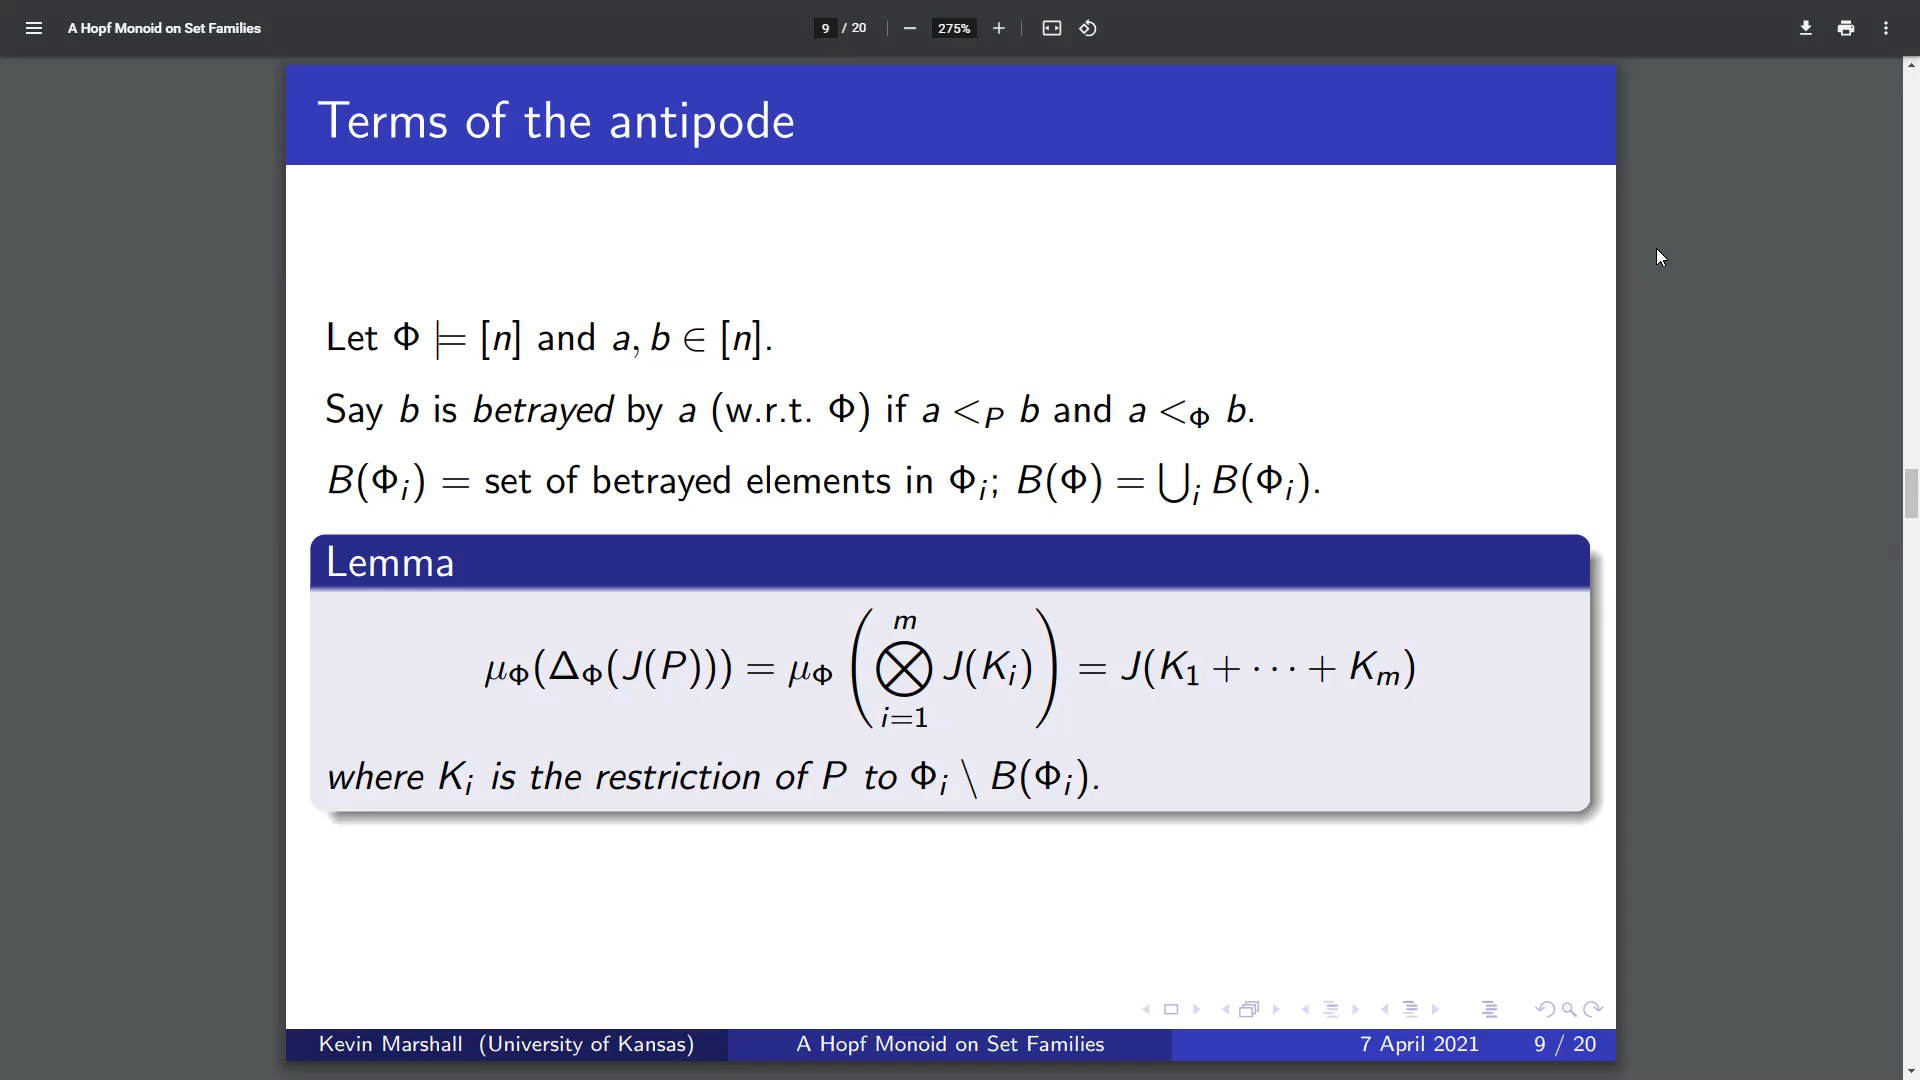 A Hopf Monoid on Set Families
9 / 20
275%
Terms of the antipode
Let Φ ⊨ [n] and a, b ∈ [n].
Say b is betrayed by a (w.r.t. Φ) if a <_P b and a <_Φ b.
B(Φ_i) = set of betrayed elements in Φ_i; B(Φ) = ⋃_i B(Φ_i).
Lemma
μ_Φ(Δ_Φ(J(P))) = μ_Φ (⨂_{i=1}^{m} J(K_i)) = J(K_1 + ⋯ + K_m)
where K_i is the restriction of P to Φ_i \ B(Φ_i).
Kevin Marshall (University of Kansas)
A Hopf Monoid on Set Families
7 April 2021
9 / 20